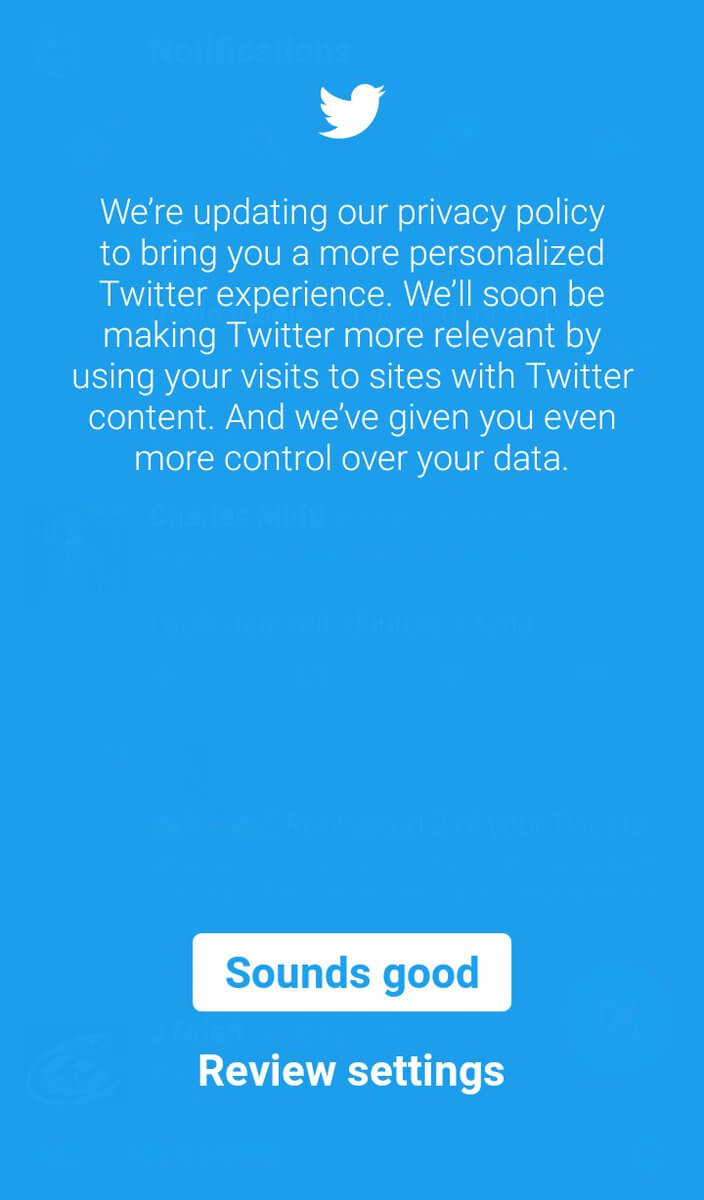 Notifications
We’re updating our privacy policy
to bring you a more personalized
Twitter experience. We’ll soon be
making Twitter more relevant by
using your visits to sites with Twitter
content. And we’ve given you even
more control over your data.
Sounds good
Review settings